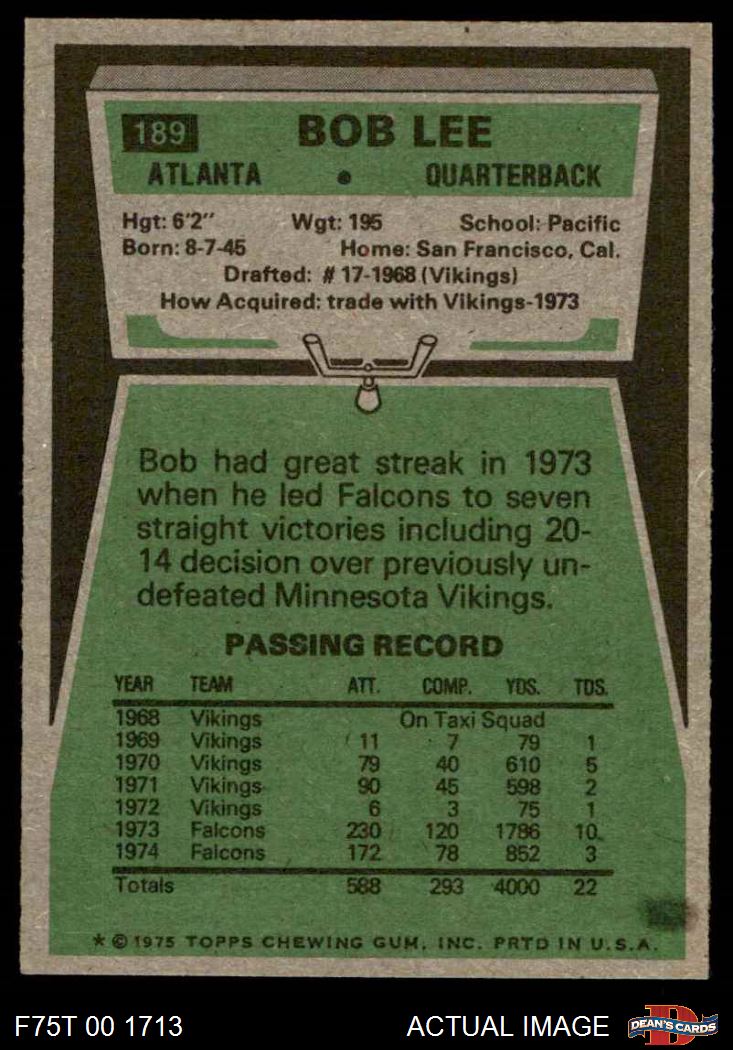 189 BOB LEE
ATLANTA • QUARTERBACK
Hgt: 6'2" Wgt: 195 School: Pacific
Born: 8-7-45 Home: San Francisco, Cal.
Drafted: # 17-1968 (Vikings)
How Acquired: trade with Vikings-1973
Bob had great streak in 1973
when he led Falcons to seven
straight victories including 20-
14 decision over previously un-
defeated Minnesota Vikings.
PASSING RECORD
YEAR TEAM ATT. COMP. YDS. TDS.
1968 Vikings On Taxi Squad
1969 Vikings 11 7 79 1
1970 Vikings 79 40 610 5
1971 Vikings 90 45 598 2
1972 Vikings 6 3 75 1
1973 Falcons 230 120 1786 10
1974 Falcons 172 78 852 3
Totals 588 293 4000 22
* © 1975 TOPPS CHEWING GUM, INC. PRTD IN U.S.A.
F75T 00 1713 ACTUAL IMAGE D DEAN'S CARDS